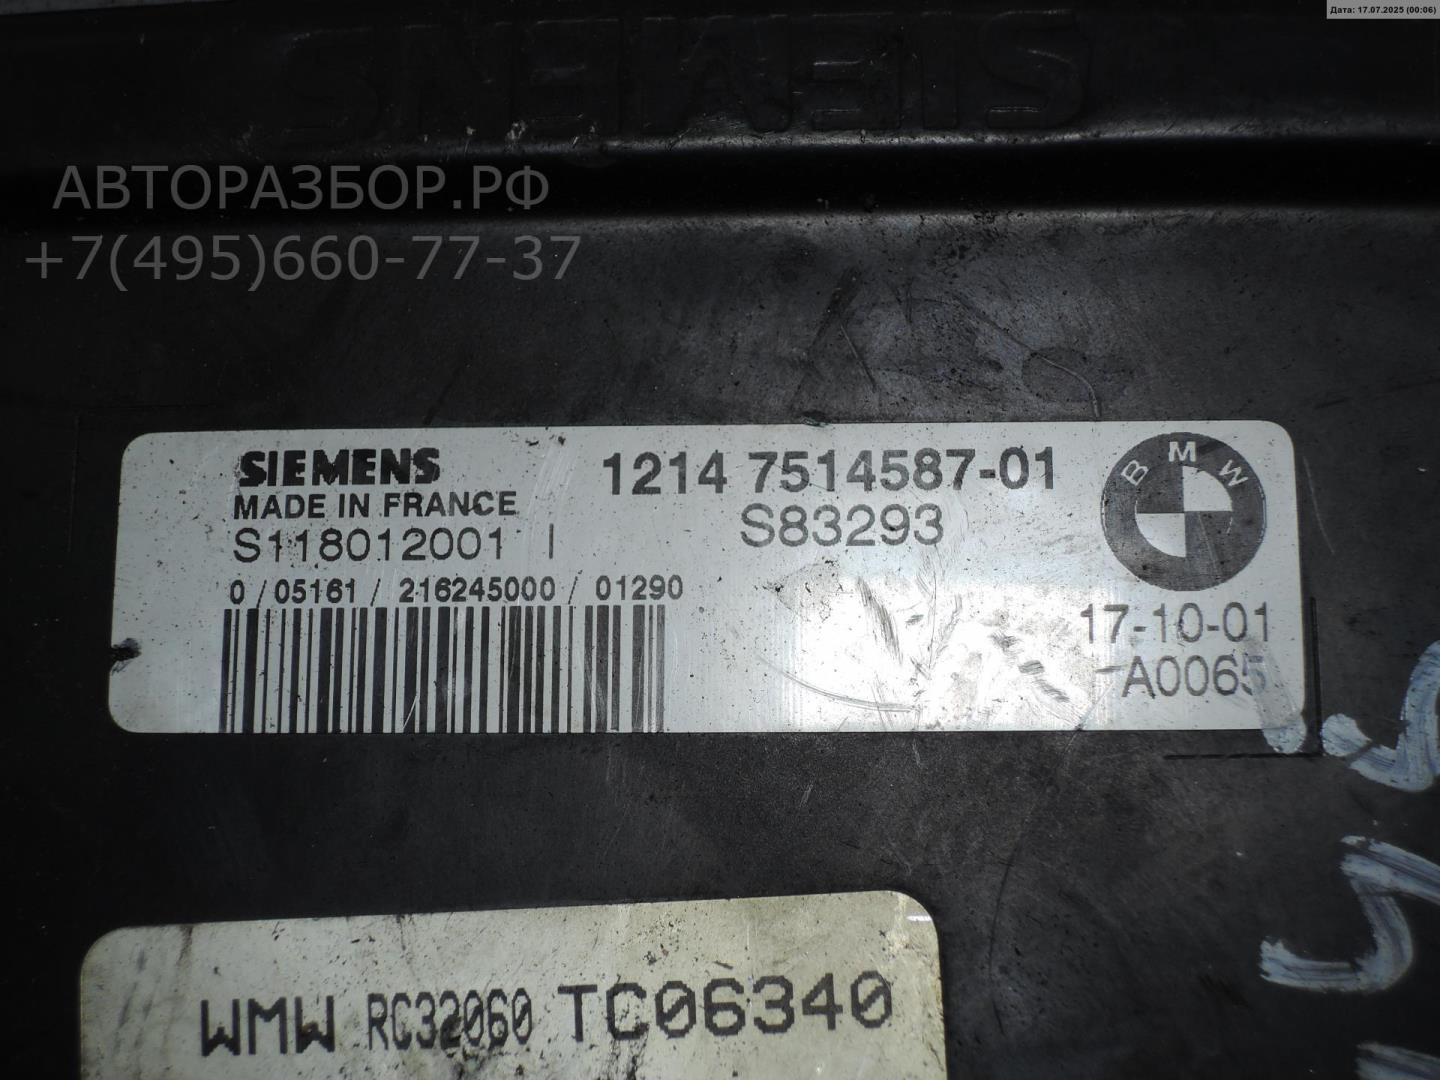 Дата: 17.07.2025 (00:06)
SIEMENS
АВТОРАЗБОР.РФ
+7(495)660-77-37
SIEMENS
MADE IN FRANCE
S118012001 I
0 / 05161 / 216245000 / 01290
1214 7514587-01
S83293
BMW
17-10-01
A0065
WMW RC32060 TC06340